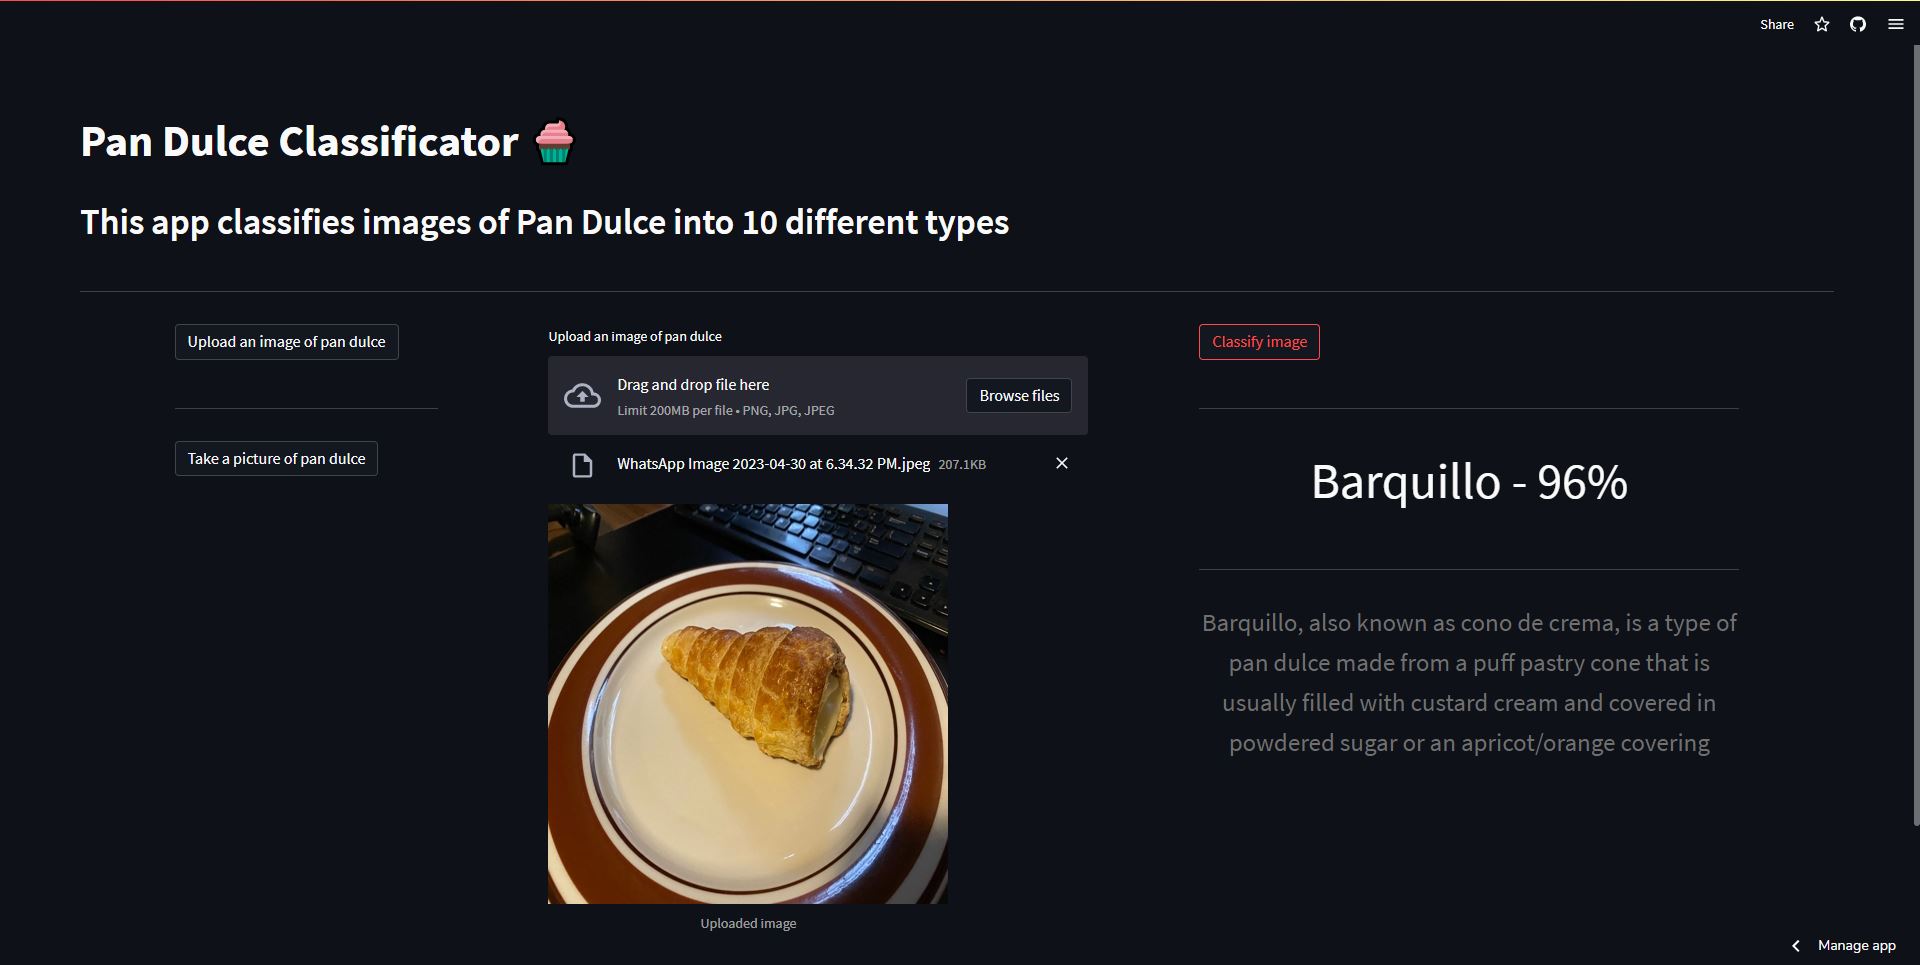 Share
Pan Dulce Classificator
This app classifies images of Pan Dulce into 10 different types
Upload an image of pan dulce
Take a picture of pan dulce
Upload an image of pan dulce
Drag and drop file here
Limit 200MB per file • PNG, JPG, JPEG
Browse files
WhatsApp Image 2023-04-30 at 6.34.32 PM.jpeg 207.1KB
Uploaded image
Classify image
Barquillo - 96%
Barquillo, also known as cono de crema, is a type of
pan dulce made from a puff pastry cone that is
usually filled with custard cream and covered in
powdered sugar or an apricot/orange covering
Manage app